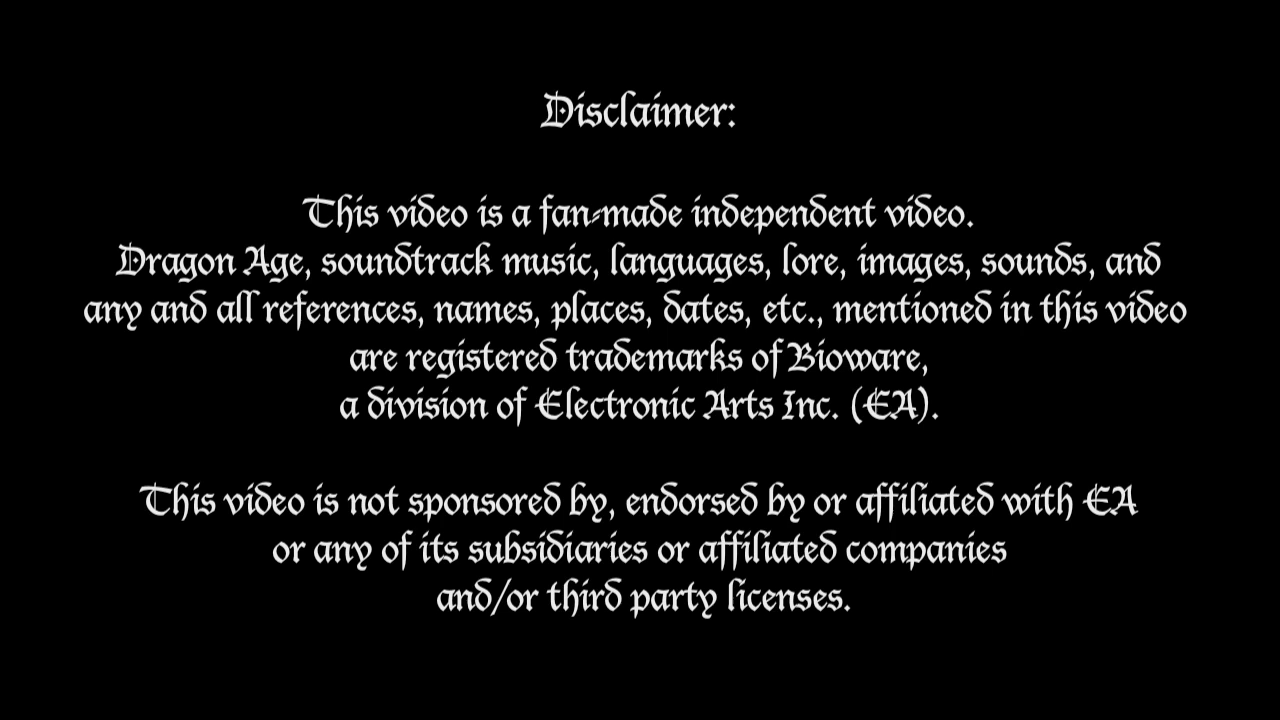 Disclaimer:
This video is a fan-made independent video.
Dragon Age, soundtrack music, languages, lore, images, sounds, and
any and all references, names, places, dates, etc., mentioned in this video
are registered trademarks of Bioware,
a division of Electronic Arts Inc. (EA).
This video is not sponsored by, endorsed by or affiliated with EA
or any of its subsidiaries or affiliated companies
and/or third party licenses.